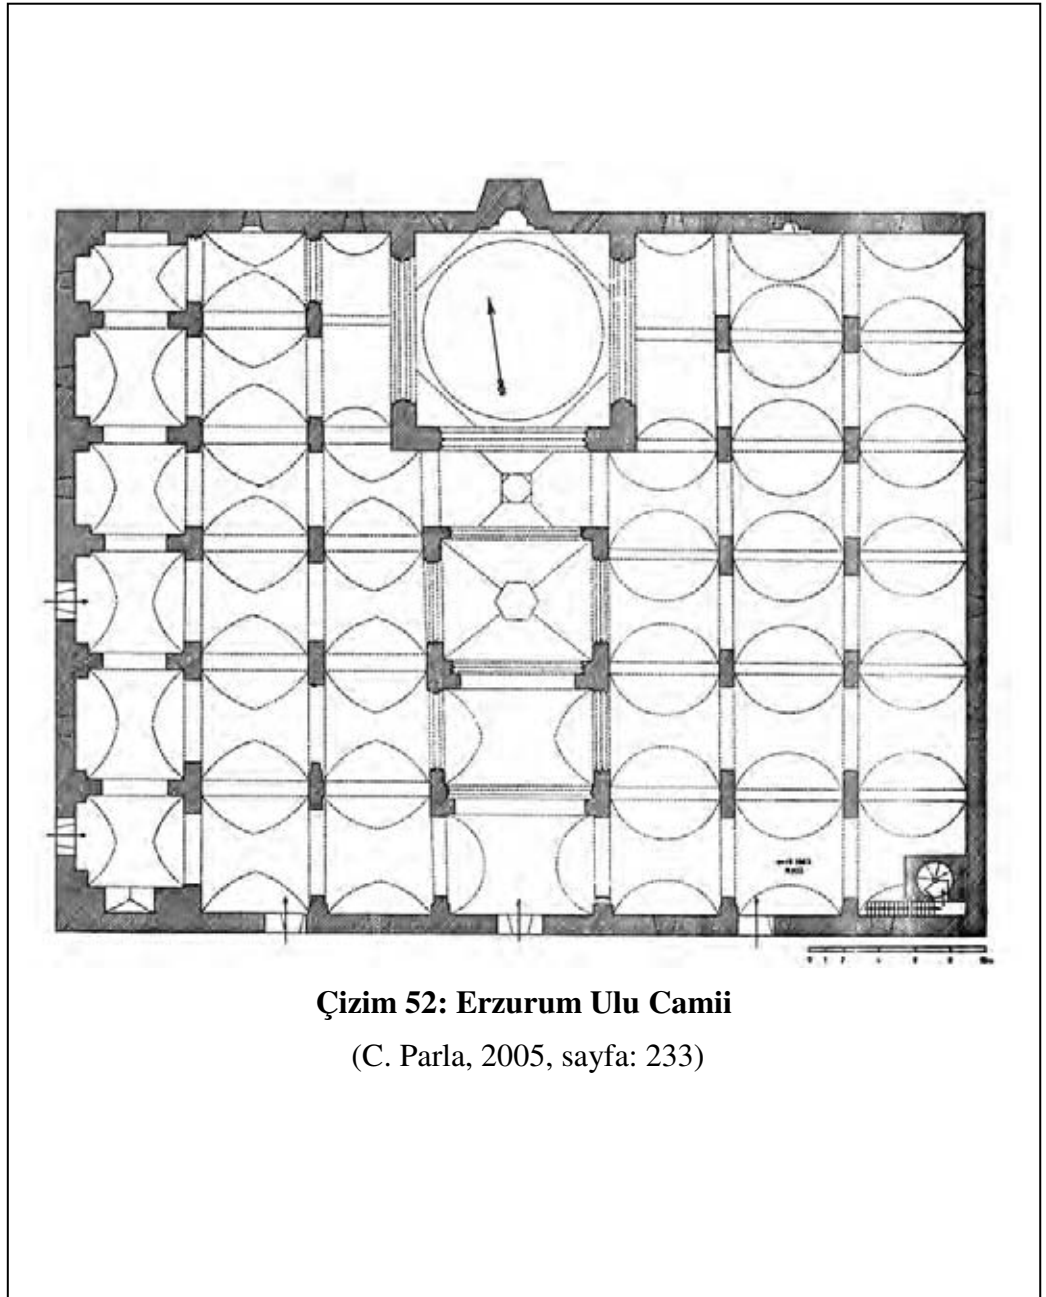 Çizim 52: Erzurum Ulu Camii
(C. Parla, 2005, sayfa: 233)